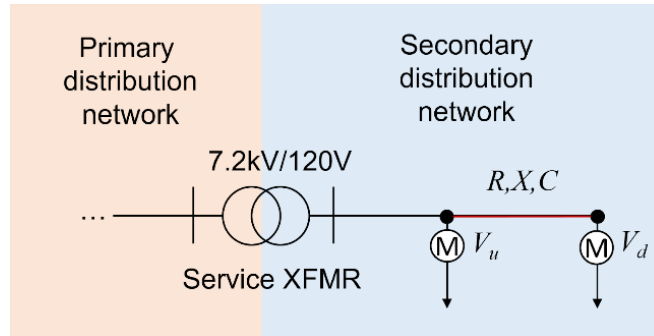 Primary
distribution
network
Secondary
distribution
network
7.2kV/120V
R,X,C
...
M
V_u
M
V_d
Service XFMR